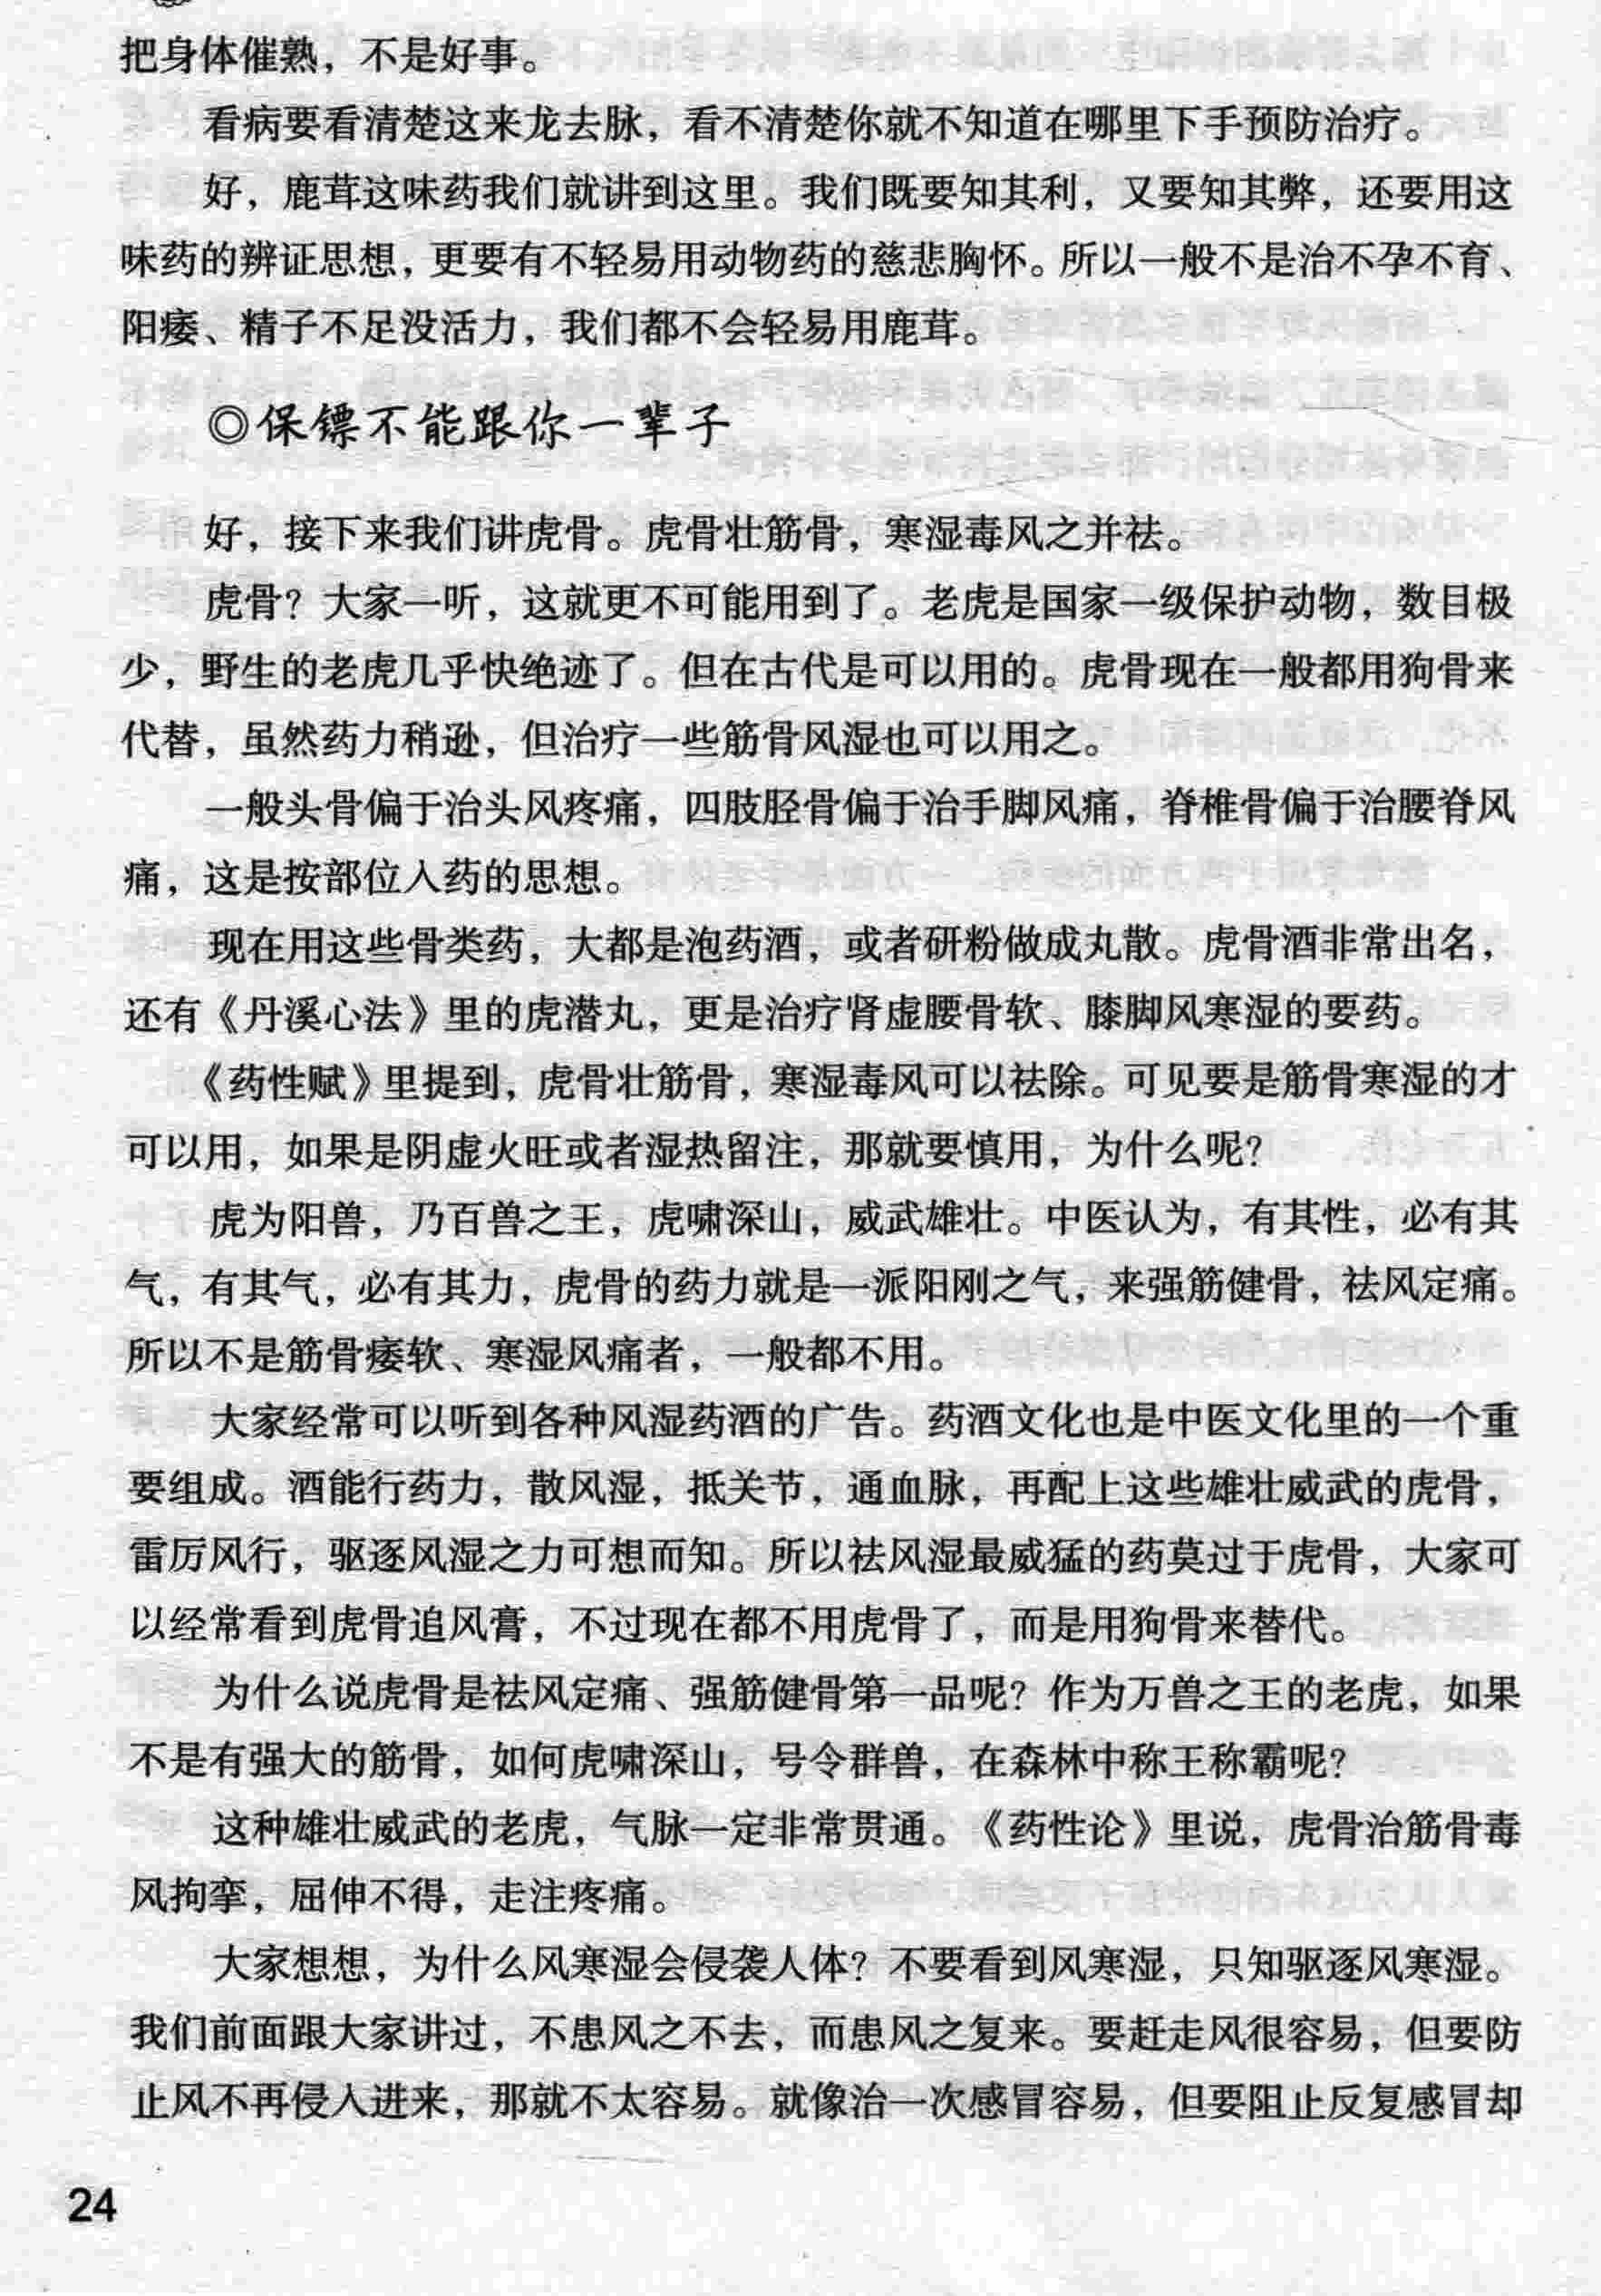 把身体催熟，不是好事。
看病要看清楚这来龙去脉，看不清楚你就不知道在哪里下手预防治疗。
好，鹿茸这味药我们就讲到这里。我们既要知其利，又要知其弊，还要用这
味药的辨证思想，更要有不轻易用动物药的慈悲胸怀。所以一般不是治不孕不育、
阳痿、精子不足没活力，我们都不会轻易用鹿茸。
◎保镖不能跟你一辈子
好，接下来我们讲虎骨。虎骨壮筋骨，寒湿毒风之并祛。
虎骨？大家一听，这就更不可能用到了。老虎是国家一级保护动物，数目极
少，野生的老虎几乎快绝迹了。但在古代是可以用的。虎骨现在一般都用狗骨来
代替，虽然药力稍逊，但治疗一些筋骨风湿也可以用之。
一般头骨偏于治头风疼痛，四肢胫骨偏于治手脚风痛，脊椎骨偏于治腰脊风
痛，这是按部位入药的思想。
现在用这些骨类药，大都是泡药酒，或者研粉做成丸散。虎骨酒非常出名，
还有《丹溪心法》里的虎潜丸，更是治疗肾虚腰骨软、膝脚风寒湿的要药。
《药性赋》里提到，虎骨壮筋骨，寒湿毒风可以祛除。可见要是筋骨寒湿的才
可以用，如果是阴虚火旺或者湿热留注，那就要慎用，为什么呢？
虎为阳兽，乃百兽之王，虎啸深山，威武雄壮。中医认为，有其性，必有其
气，有其气，必有其力，虎骨的药力就是一派阳刚之气，来强筋健骨，祛风定痛。
所以不是筋骨痿软、寒湿风痛者，一般都不用。
大家经常可以听到各种风湿药酒的广告。药酒文化也是中医文化里的一个重
要组成。酒能行药力，散风湿，抵关节，通血脉，再配上这些雄壮威武的虎骨，
雷厉风行，驱逐风湿之力可想而知。所以祛风湿最威猛的药莫过于虎骨，大家可
以经常看到虎骨追风膏，不过现在都不用虎骨了，而是用狗骨来替代。
为什么说虎骨是祛风定痛、强筋健骨第一品呢？作为万兽之王的老虎，如果
不是有强大的筋骨，如何虎啸深山，号令群兽，在森林中称王称霸呢？
这种雄壮威武的老虎，气脉一定非常贯通。《药性论》里说，虎骨治筋骨毒
风拘挛，屈伸不得，走注疼痛。
大家想想，为什么风寒湿会侵袭人体？不要看到风寒湿，只知驱逐风寒湿。
我们前面跟大家讲过，不患风之不去，而患风之复来。要赶走风很容易，但要防
止风不再侵入进来，那就不太容易。就像治一次感冒容易，但要阻止反复感冒却
24